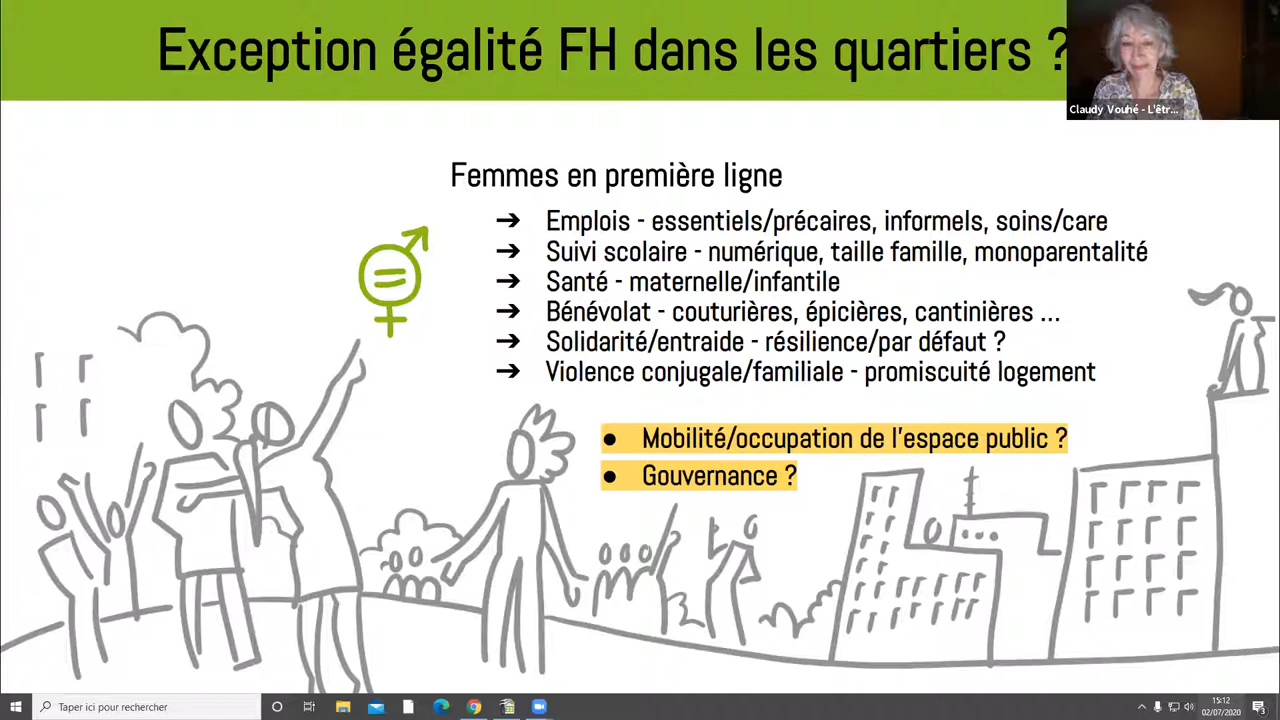 Exception égalité FH dans les quartiers ?
Claudy Vouhé - L'êtr...
Femmes en première ligne
➔ Emplois - essentiels/précaires, informels, soins/care
➔ Suivi scolaire - numérique, taille famille, monoparentalité
➔ Santé - maternelle/infantile
➔ Bénévolat - couturières, épicières, cantinières ...
➔ Solidarité/entraide - résilience/par défaut ?
➔ Violence conjugale/familiale - promiscuité logement
● Mobilité/occupation de l'espace public ?
● Gouvernance ?
Taper ici pour rechercher
15:12
02/07/2020
3